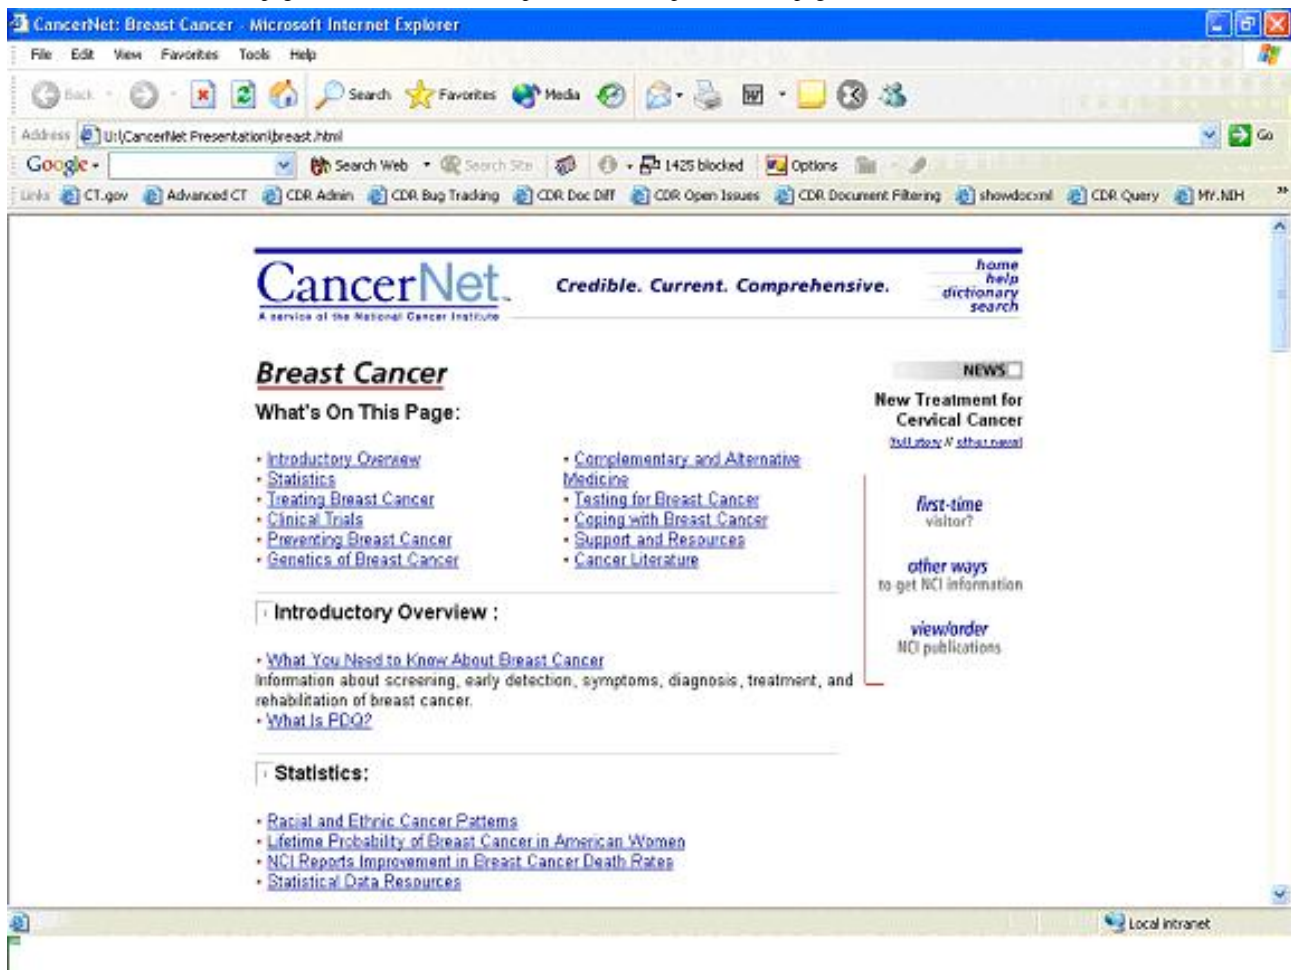 CancerNet: Breast Cancer - Microsoft Internet Explorer
File Edit View Favorites Tools Help
Back Search Favorites Media
Address U:\CancerNet Presentation\breast.html Go
Google Search Web Search Site 1425 blocked Options
Links CT.gov Advanced CT CDR Admin CDR Bug Tracking CDR Doc Diff CDR Open Issues CDR Document Filtering showdocxml CDR Query MY.NIH »
home
CancerNet™ Credible. Current. Comprehensive. help
dictionary
A service of the National Cancer Institute search
Breast Cancer
NEWS
What's On This Page:
New Treatment for
Cervical Cancer
full story // other news
• Introductory Overview
• Statistics
• Treating Breast Cancer
• Clinical Trials
• Preventing Breast Cancer
• Genetics of Breast Cancer
• Complementary and Alternative
Medicine
• Testing for Breast Cancer
• Coping with Breast Cancer
• Support and Resources
• Cancer Literature
first-time
visitor?
other ways
to get NCI information
view/order
NCI publications
Introductory Overview :
• What You Need to Know About Breast Cancer
Information about screening, early detection, symptoms, diagnosis, treatment, and
rehabilitation of breast cancer.
• What Is PDQ?
Statistics:
• Racial and Ethnic Cancer Patterns
• Lifetime Probability of Breast Cancer in American Women
• NCI Reports Improvement in Breast Cancer Death Rates
• Statistical Data Resources
Local intranet